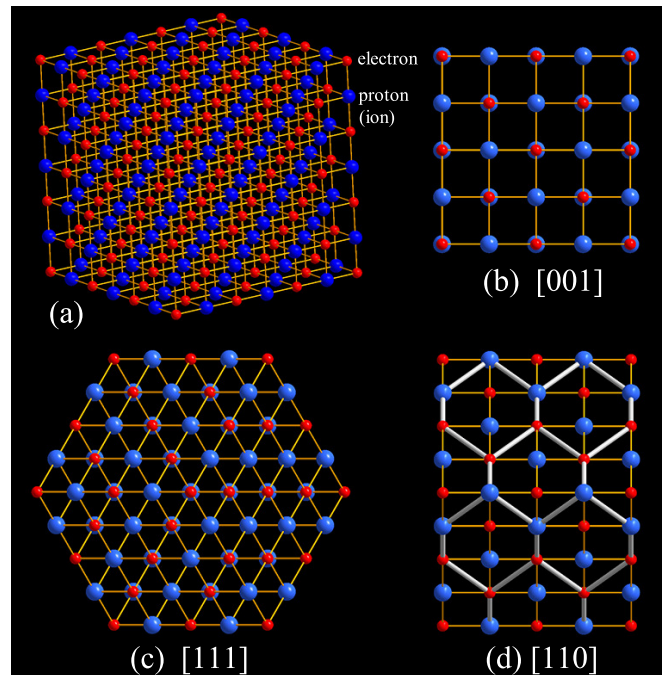 electron
proton
(ion)
(a)
(b) [001]
(c) [111]
(d) [110]